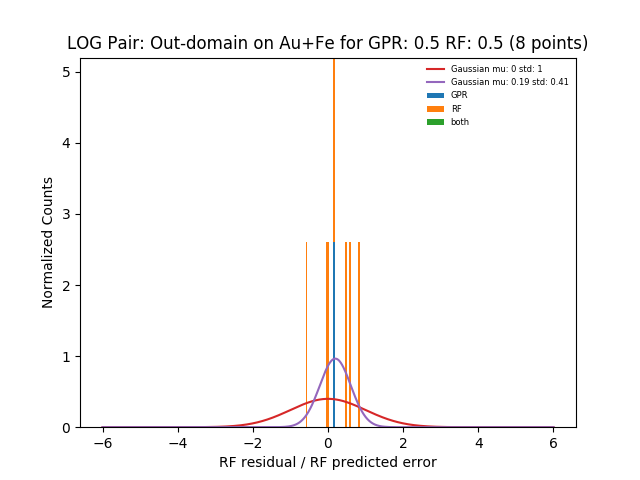 LOG Pair: Out-domain on Au+Fe for GPR: 0.5 RF: 0.5 (8 points)
Gaussian mu: 0 std: 1
Gaussian mu: 0.19 std: 0.41
GPR
RF
both
Normalized Counts
5
4
3
2
1
0
−6
−4
−2
0
2
4
6
RF residual / RF predicted error